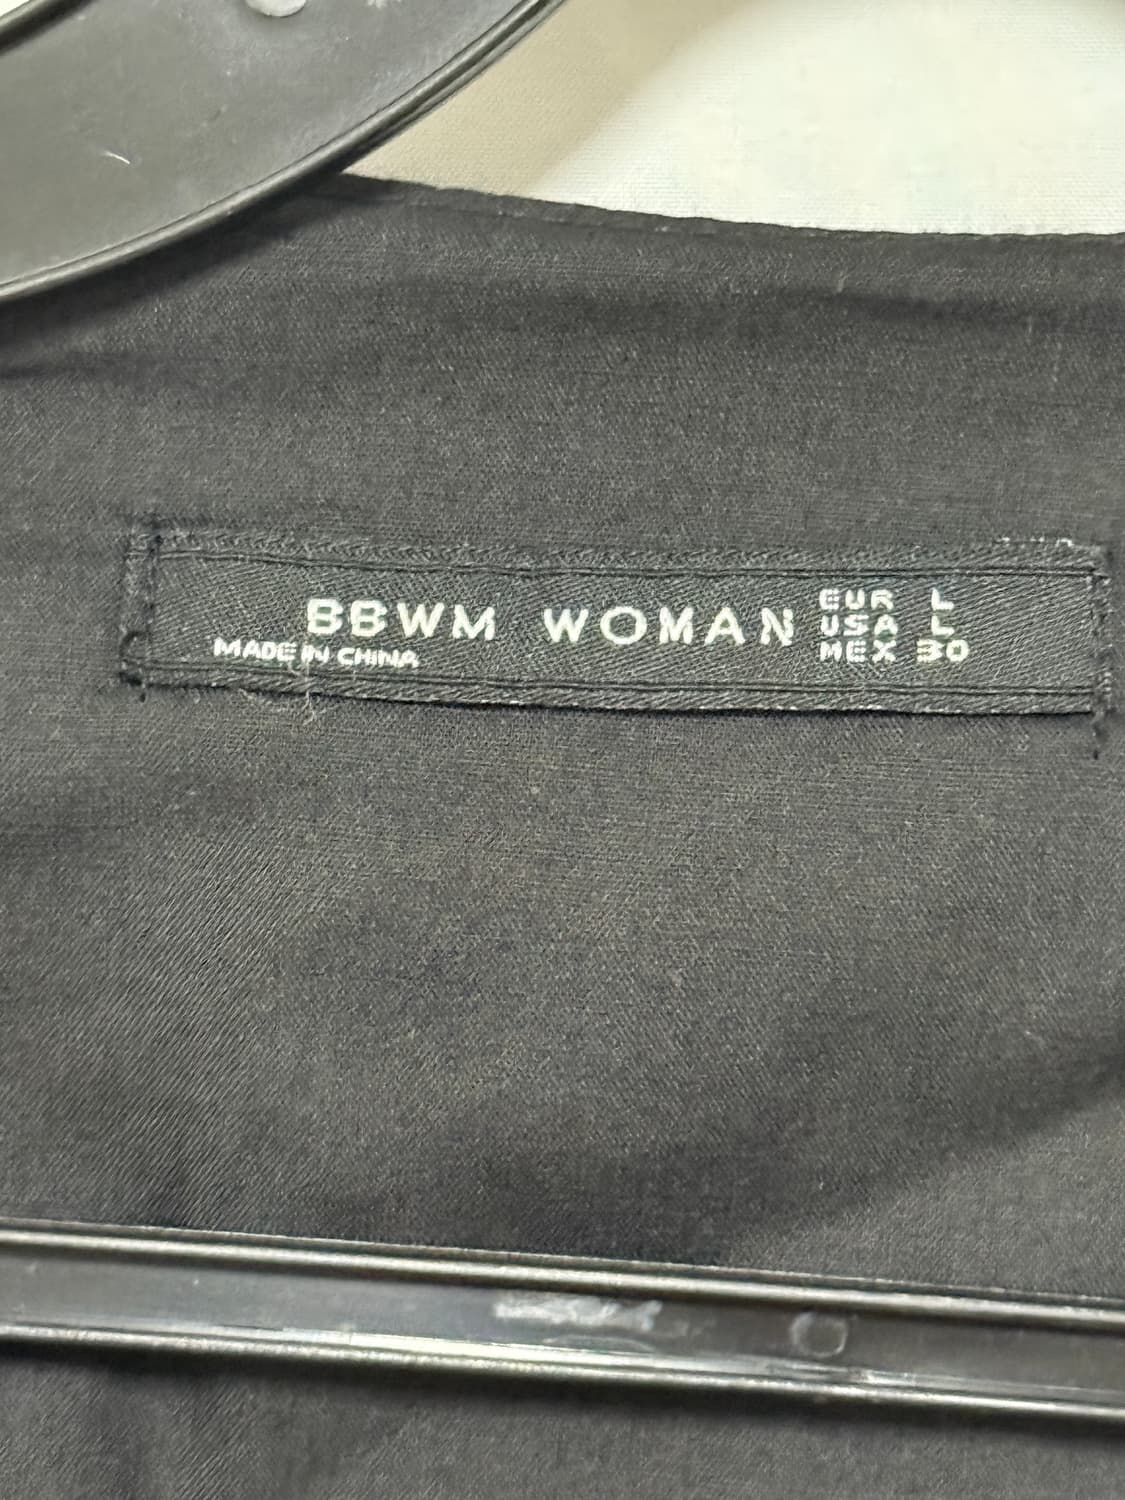 BBWM WOMAN
MADE IN CHINA
EUR L
USA L
MEX 30